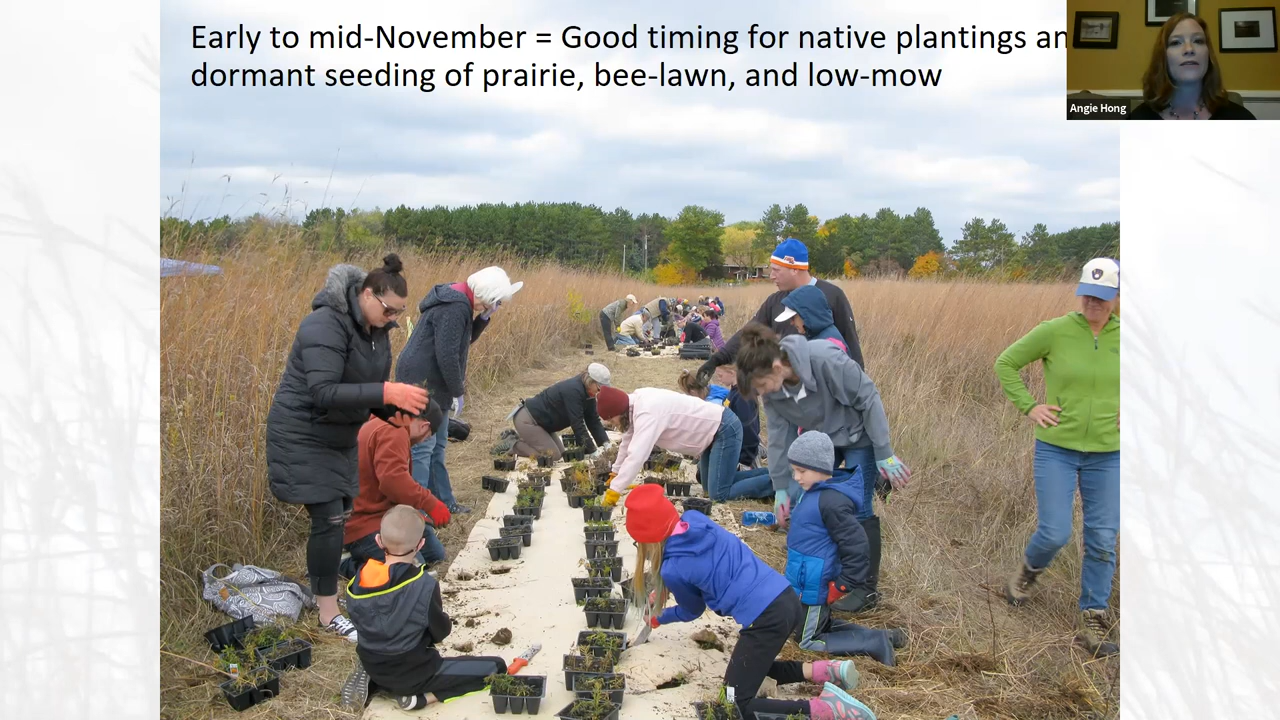 Early to mid-November = Good timing for native plantings an
dormant seeding of prairie, bee-lawn, and low-mow
Angie Hong